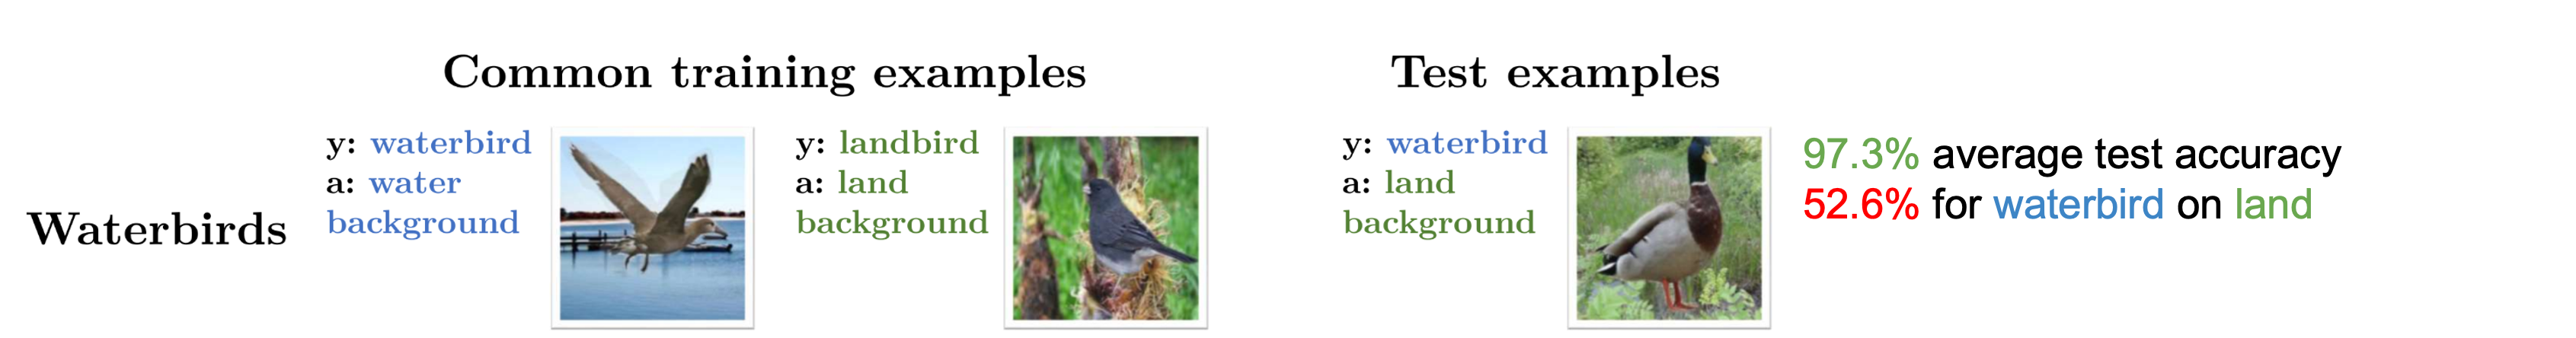 Common training examples
Test examples
Waterbirds
y: waterbird
a: water
background
y: landbird
a: land
background
y: waterbird
a: land
background
97.3% average test accuracy
52.6% for waterbird on land